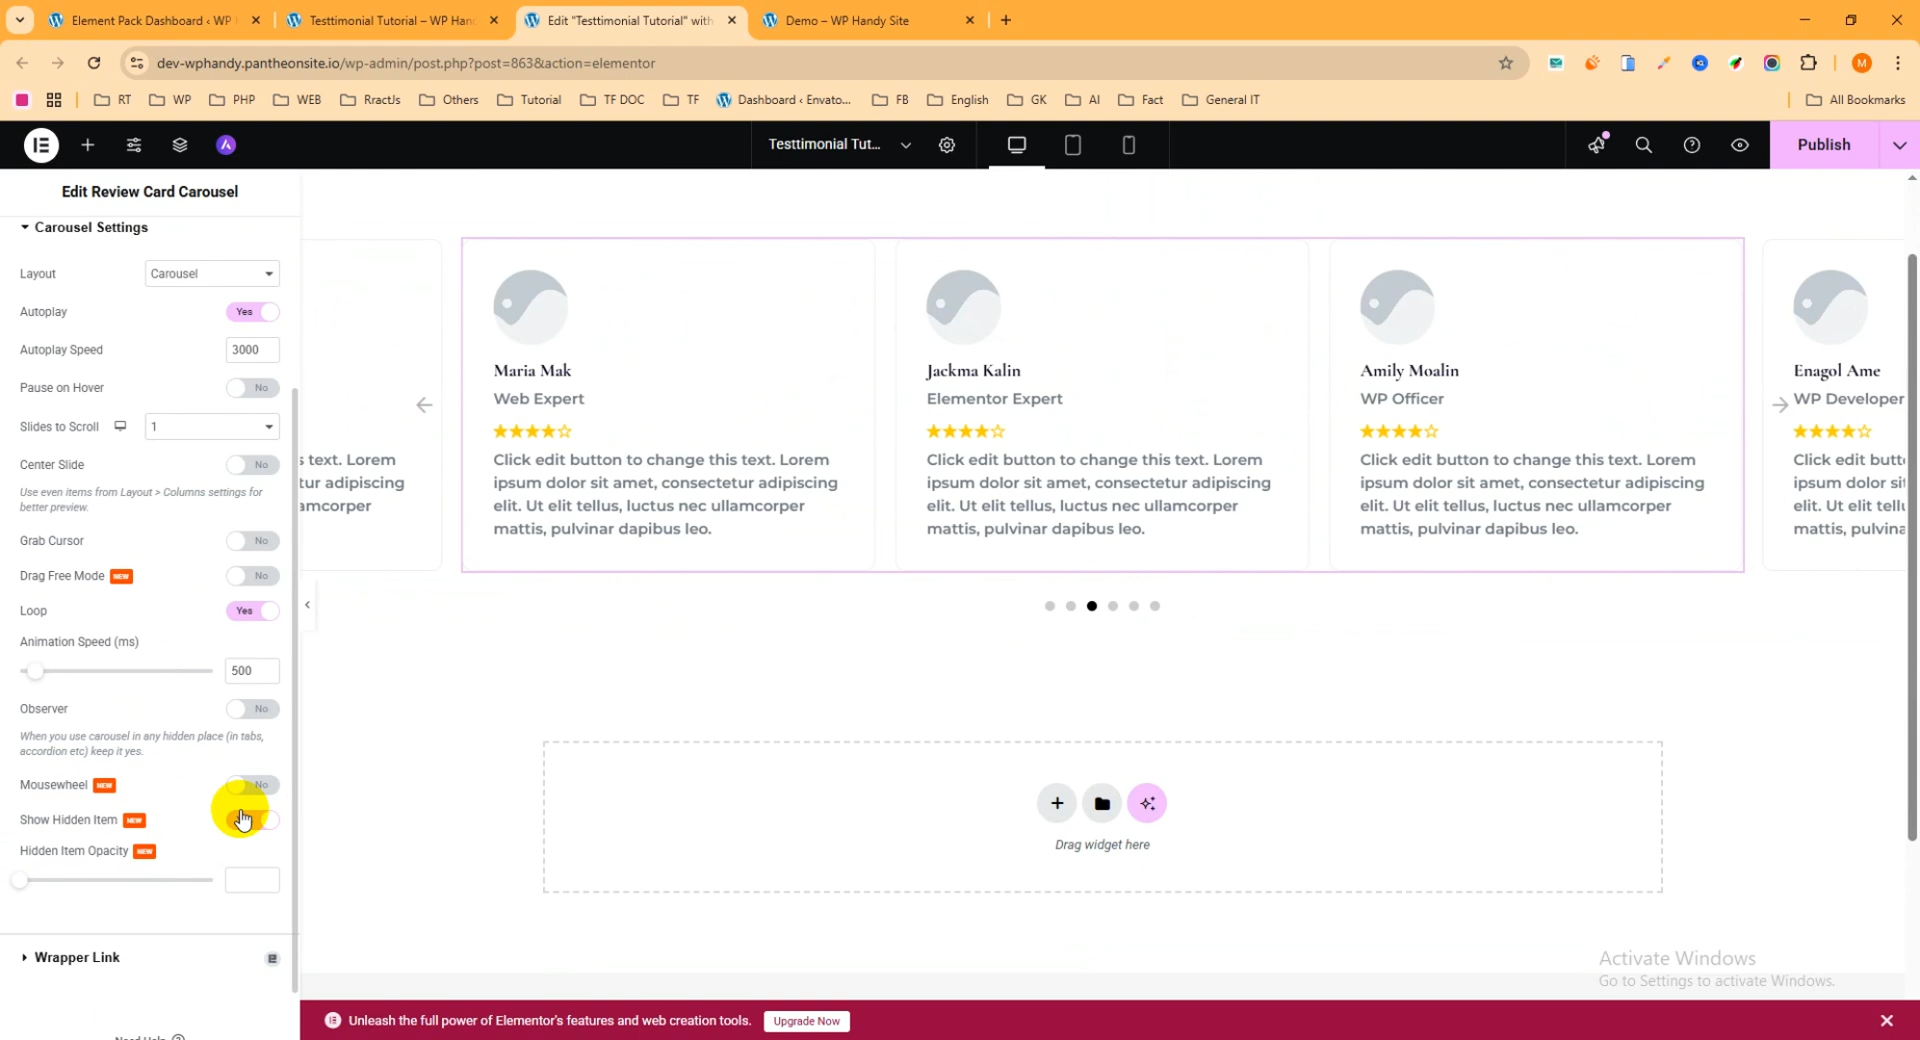 Element Pack Dashboard ‹ WP
Testtimonial Tutorial – WP Han
Edit "Testtimonial Tutorial" with
Demo – WP Handy Site
dev-wphandy.pantheonsite.io/wp-admin/post.php?post=863&action=elementor
M
RT
WP
PHP
WEB
RractJs
Others
Tutorial
TF DOC
TF
Dashboard ‹ Envato...
FB
English
GK
AI
Fact
General IT
All Bookmarks
Testtimonial Tut...
Publish
Edit Review Card Carousel
Carousel Settings
Layout
Carousel
Autoplay
Yes
Autoplay Speed
3000
Pause on Hover
No
Slides to Scroll
1
Center Slide
No
Use even items from Layout > Columns settings for
better preview.
Grab Cursor
No
Drag Free Mode NEW
No
Loop
Yes
Animation Speed (ms)
500
Observer
No
When you use carousel in any hidden place (in tabs,
accordion etc) keep it yes.
Mousewheel NEW
No
Show Hidden Item NEW
Hidden Item Opacity NEW
Wrapper Link
s text. Lorem
tur adipiscing
amcorper
Maria Mak
Web Expert
Click edit button to change this text. Lorem
ipsum dolor sit amet, consectetur adipiscing
elit. Ut elit tellus, luctus nec ullamcorper
mattis, pulvinar dapibus leo.
Jackma Kalin
Elementor Expert
Click edit button to change this text. Lorem
ipsum dolor sit amet, consectetur adipiscing
elit. Ut elit tellus, luctus nec ullamcorper
mattis, pulvinar dapibus leo.
Amily Moalin
WP Officer
Click edit button to change this text. Lorem
ipsum dolor sit amet, consectetur adipiscing
elit. Ut elit tellus, luctus nec ullamcorper
mattis, pulvinar dapibus leo.
Enagol Ame
WP Developer
Click edit butt
ipsum dolor si
elit. Ut elit tell
mattis, pulvina
Drag widget here
Activate Windows
Go to Settings to activate Windows.
Unleash the full power of Elementor's features and web creation tools.
Upgrade Now
Need Help